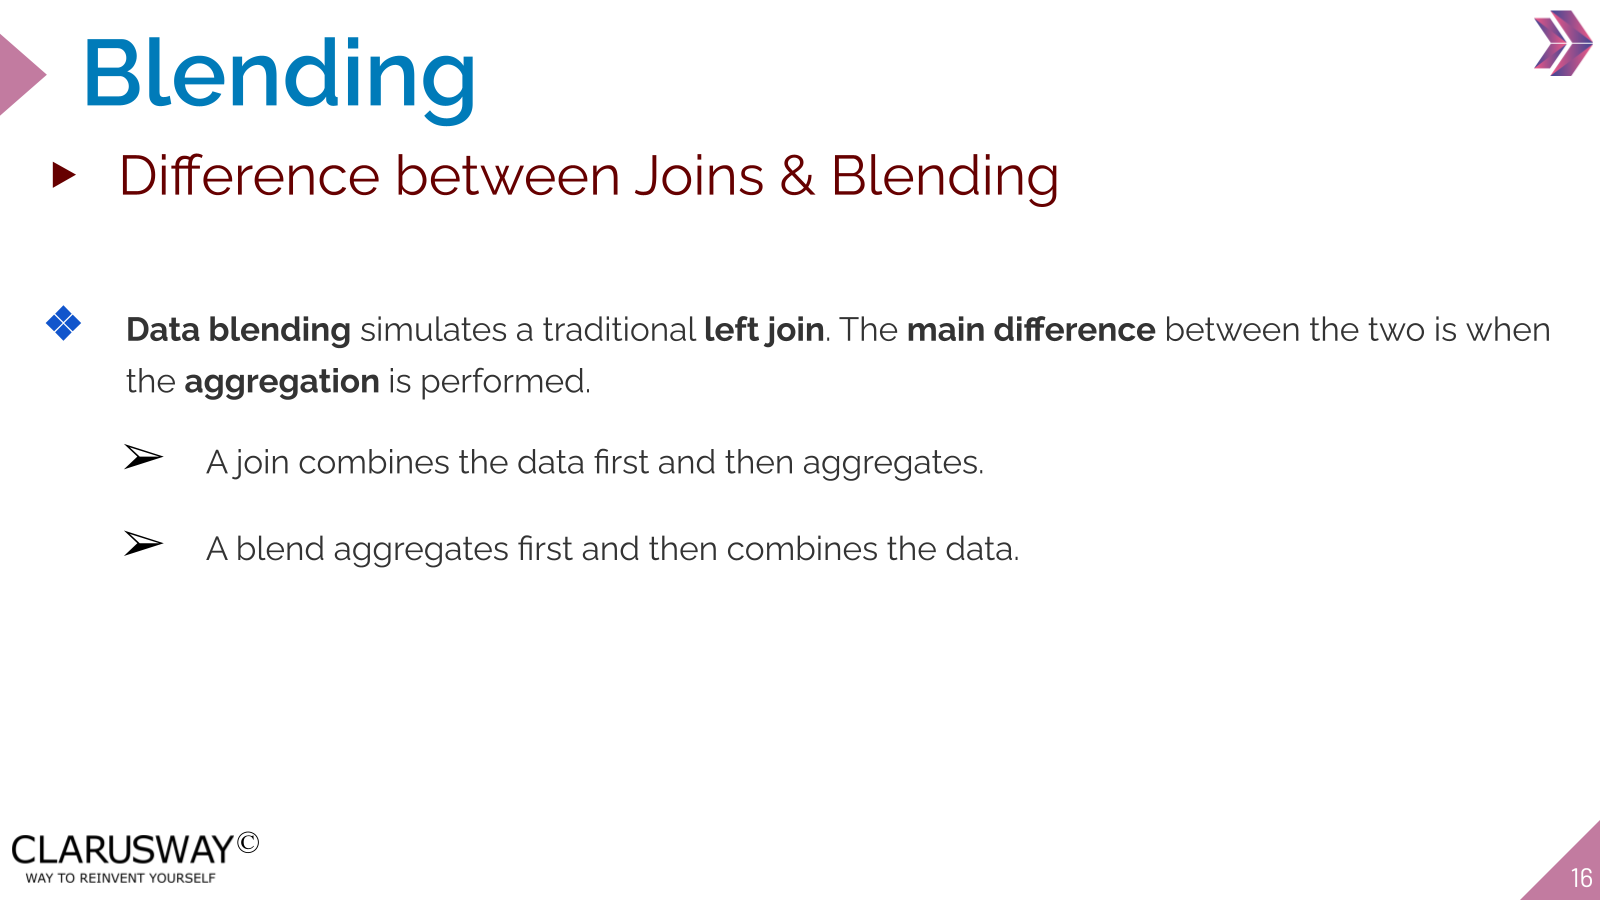 Blending
Difference between Joins & Blending
Data blending simulates a traditional left join. The main difference between the two is when
the aggregation is performed.
A join combines the data first and then aggregates.
A blend aggregates first and then combines the data.
CLARUSWAY©
WAY TO REINVENT YOURSELF
16